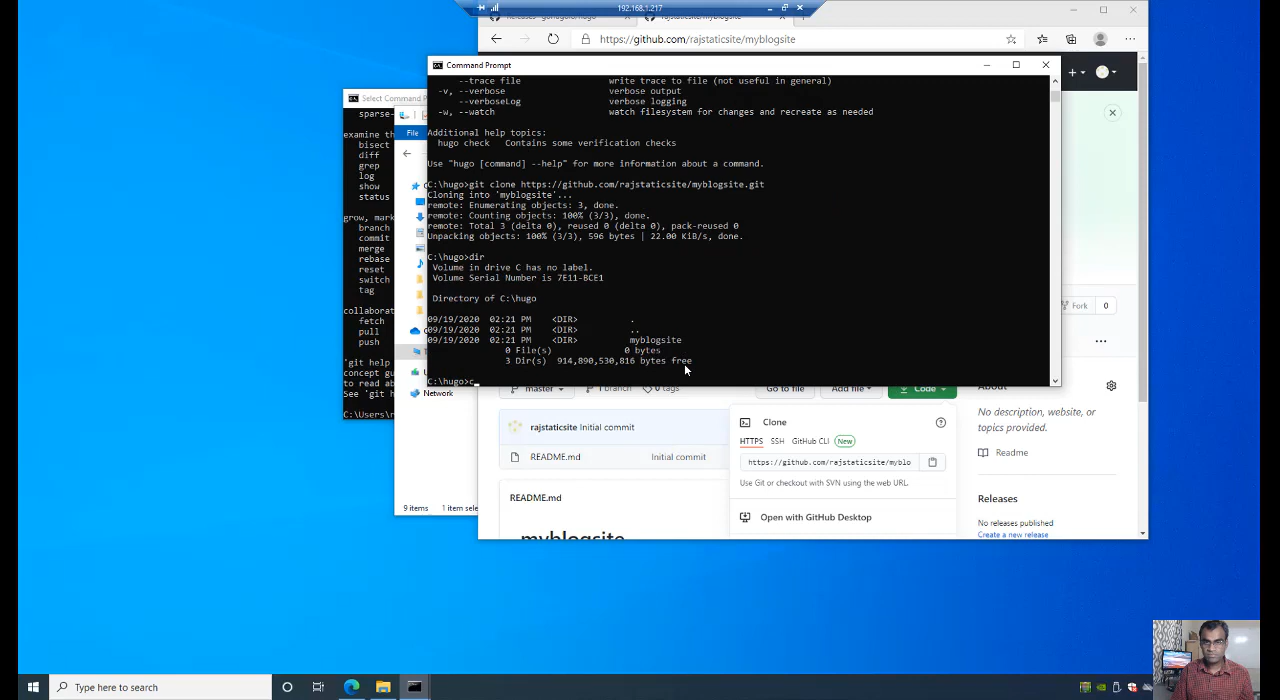 192.168.1.217
rajstaticsite/myblogsite
https://github.com/rajstaticsite/myblogsite
Select Command P
sparse-
examine th
bisect
diff
grep
log
show
status
grow, mark
branch
commit
merge
rebase
reset
switch
tag
collaborat
fetch
pull
push
'git help
concept gu
to read ab
See 'git h
C:\Users\r
File
Network
9 items
1 item sele
Command Prompt
--trace file write trace to file (not useful in general)
-v, --verbose verbose output
--verboseLog verbose logging
-w, --watch watch filesystem for changes and recreate as needed
Additional help topics:
hugo check Contains some verification checks
Use "hugo [command] --help" for more information about a command.
C:\hugo>git clone https://github.com/rajstaticsite/myblogsite.git
Cloning into 'myblogsite'...
remote: Enumerating objects: 3, done.
remote: Counting objects: 100% (3/3), done.
remote: Total 3 (delta 0), reused 0 (delta 0), pack-reused 0
Unpacking objects: 100% (3/3), 596 bytes | 22.00 KiB/s, done.
C:\hugo>dir
Volume in drive C has no label.
Volume Serial Number is 7E11-BCE1
Directory of C:\hugo
09/19/2020 02:21 PM <DIR> .
09/19/2020 02:21 PM <DIR> ..
09/19/2020 02:21 PM <DIR> myblogsite
0 File(s) 0 bytes
3 Dir(s) 914,890,530,816 bytes free
C:\hugo>c
Fork 0
master
1 branch
0 tags
Go to file
Add file
Code
About
No description, website, or
topics provided.
Readme
Releases
No releases published
Create a new release
rajstaticsite Initial commit
README.md Initial commit
README.md
myblogsite
Clone
HTTPS SSH GitHub CLI New
https://github.com/rajstaticsite/myblo
Use Git or checkout with SVN using the web URL.
Open with GitHub Desktop
Type here to search